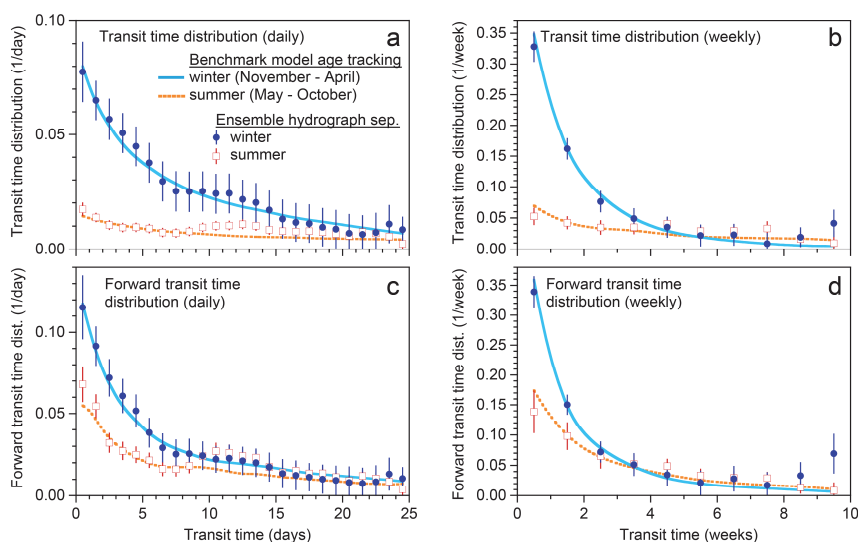 Transit time distribution (daily)
a
Benchmark model age tracking
winter (November - April)
summer (May - October)
Ensemble hydrograph sep.
winter
summer
Transit time distribution (1/day)
0.10
0.05
0.00
Transit time distribution (weekly)
b
Transit time distribution (1/week)
0.35
0.30
0.25
0.20
0.15
0.10
0.05
0.00
Forward transit time
distribution (daily)
c
Forward transit time dist. (1/day)
0.10
0.05
0.00
0
5
10
15
20
25
Transit time (days)
Forward transit time
distribution (weekly)
d
Forward transit time dist. (1/week)
0.35
0.30
0.25
0.20
0.15
0.10
0.05
0.00
0
2
4
6
8
10
Transit time (weeks)